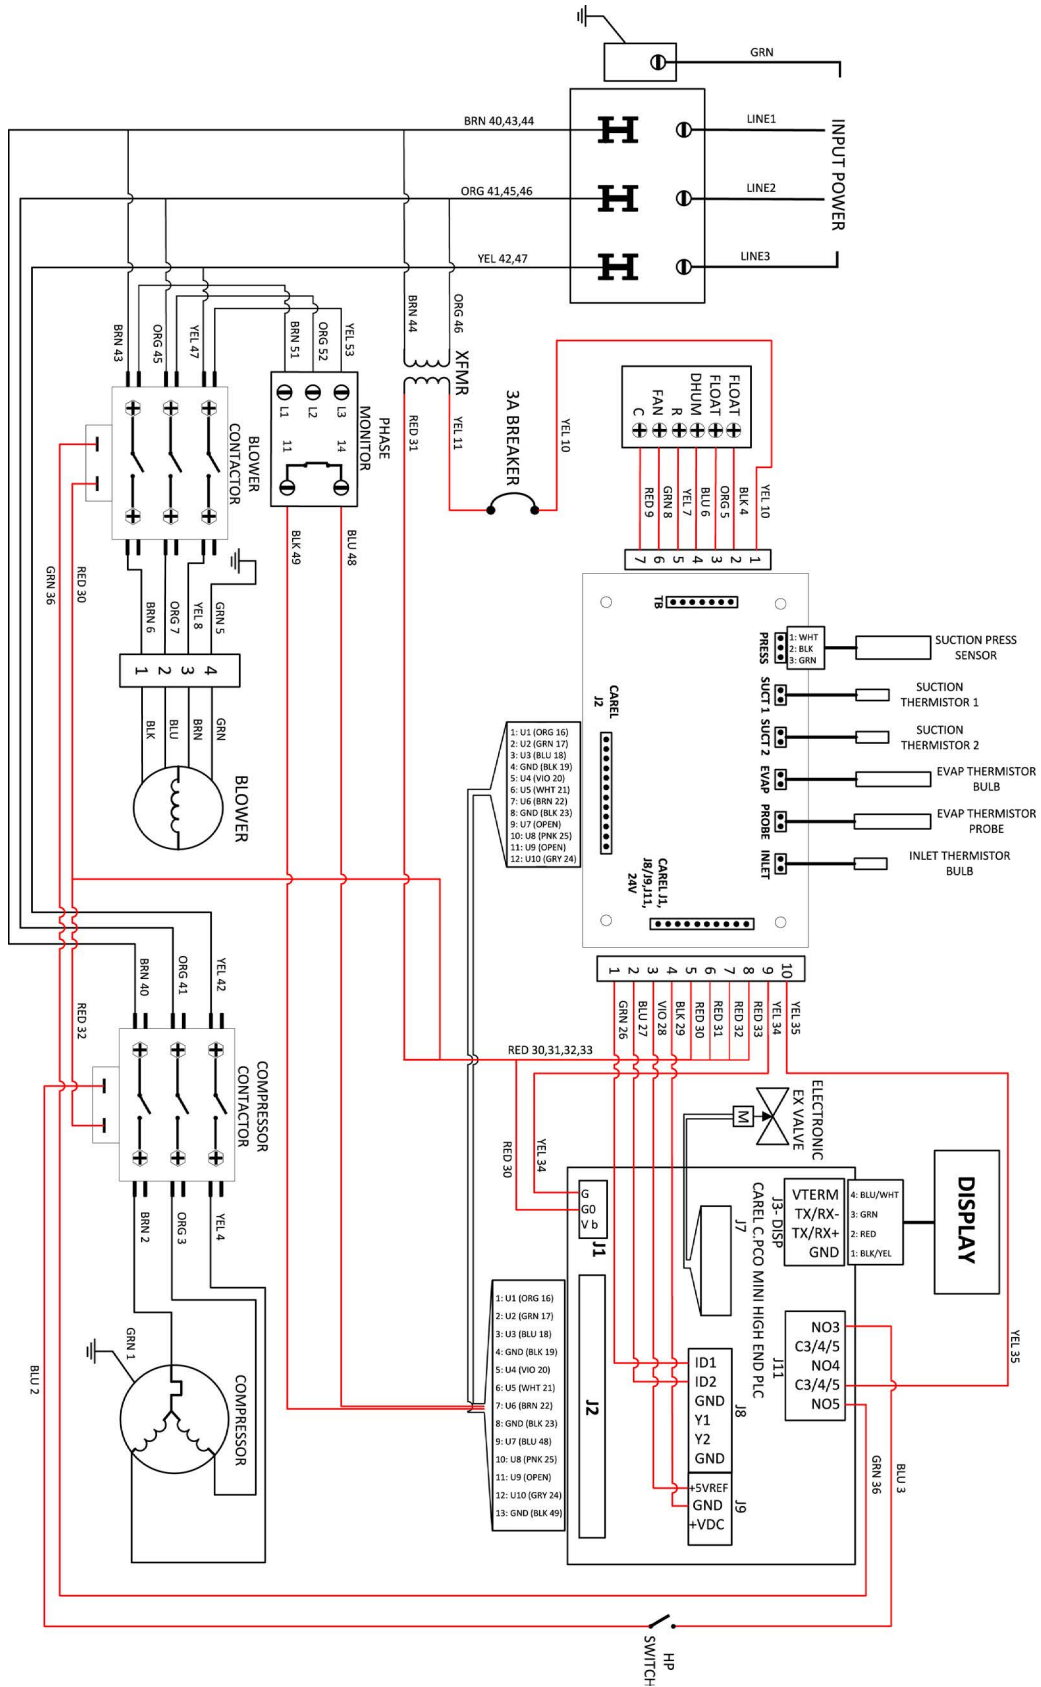 GRN
LINE1
LINE2
LINE3
INPUT POWER
BRN 40,43,44
ORG 41,45,46
YEL 42,47
BRN 43
ORG 45
YEL 47
BRN 51
ORG 52
YEL 53
BRN 44
ORG 46
XFMR
RED 31
YEL 11
3A BREAKER
YEL 10
L1
L2
L3
11
14
PHASE
MONITOR
BLOWER
CONTACTOR
BLK 49
BLU 48
GRN 36
RED 30
BRN 6
ORG 7
YEL 8
GRN 5
1
2
3
4
BLK
BLU
BRN
GRN
BLOWER
C
FAN
R
DHUM
FLOAT
FLOAT
RED 9
GRN 8
YEL 7
BLU 6
ORG 5
BLK 4
YEL 10
7
6
5
4
3
2
1
TB
PRESS
SUCT 1
SUCT 2
EVAP
PROBE
INLET
1: WHT
2: BLK
3: GRN
SUCTION PRESS
SENSOR
SUCTION
THERMISTOR 1
SUCTION
THERMISTOR 2
EVAP THERMISTOR
BULB
EVAP THERMISTOR
PROBE
INLET THERMISTOR
BULB
CAREL
J2
CAREL J1,
J8/J9,J11,
24V
1: U1 (ORG 16)
2: U2 (GRN 17)
3: U3 (BLU 18)
4: GND (BLK 19)
5: U4 (VIO 20)
6: U5 (WHT 21)
7: U6 (BRN 22)
8: GND (BLK 23)
9: U7 (OPEN)
10: U8 (PNK 25)
11: U9 (OPEN)
12: U10 (GRY 24)
1
2
3
4
5
6
7
8
9
10
GRN 26
BLU 27
VIO 28
BLK 29
RED 30
RED 31
RED 32
RED 33
YEL 34
YEL 35
RED 30,31,32,33
BRN 40
ORG 41
YEL 42
RED 32
COMPRESSOR
CONTACTOR
BRN 2
ORG 3
YEL 4
GRN 1
COMPRESSOR
BLU 2
RED 30
YEL 34
ELECTRONIC
EX VALVE
M
G
G0
V b
J1
J7
CAREL C.PCO MINI HIGH END PLC
J3- DISP
VTERM
TX/RX-
TX/RX+
GND
4: BLU/WHT
3: GRN
2: RED
1: BLK/YEL
DISPLAY
J11
NO3
C3/4/5
NO4
C3/4/5
NO5
YEL 35
GRN 36
BLU 3
J8
ID1
ID2
GND
Y1
Y2
GND
J9
+5VREF
GND
+VDC
J2
1: U1 (ORG 16)
2: U2 (GRN 17)
3: U3 (BLU 18)
4: GND (BLK 19)
5: U4 (VIO 20)
6: U5 (WHT 21)
7: U6 (BRN 22)
8: GND (BLK 23)
9: U7 (BLU 48)
10: U8 (PNK 25)
11: U9 (OPEN)
12: U10 (GRY 24)
13: GND (BLK 49)
HP
SWITCH